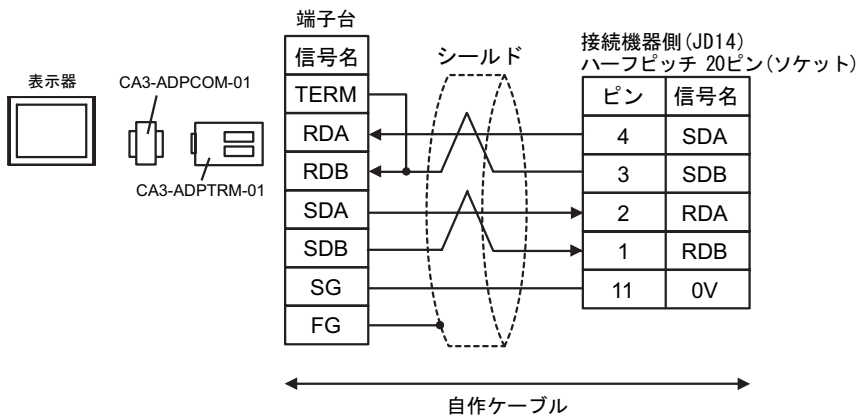 端子台
接続機器側(JD14)
ハーフピッチ 20ピン(ソケット)
シールド
表示器
CA3-ADPCOM-01
CA3-ADPTRM-01
信号名
TERM
RDA
RDB
SDA
SDB
SG
FG
ピン 信号名
4 SDA
3 SDB
2 RDA
1 RDB
11 0V
自作ケーブル